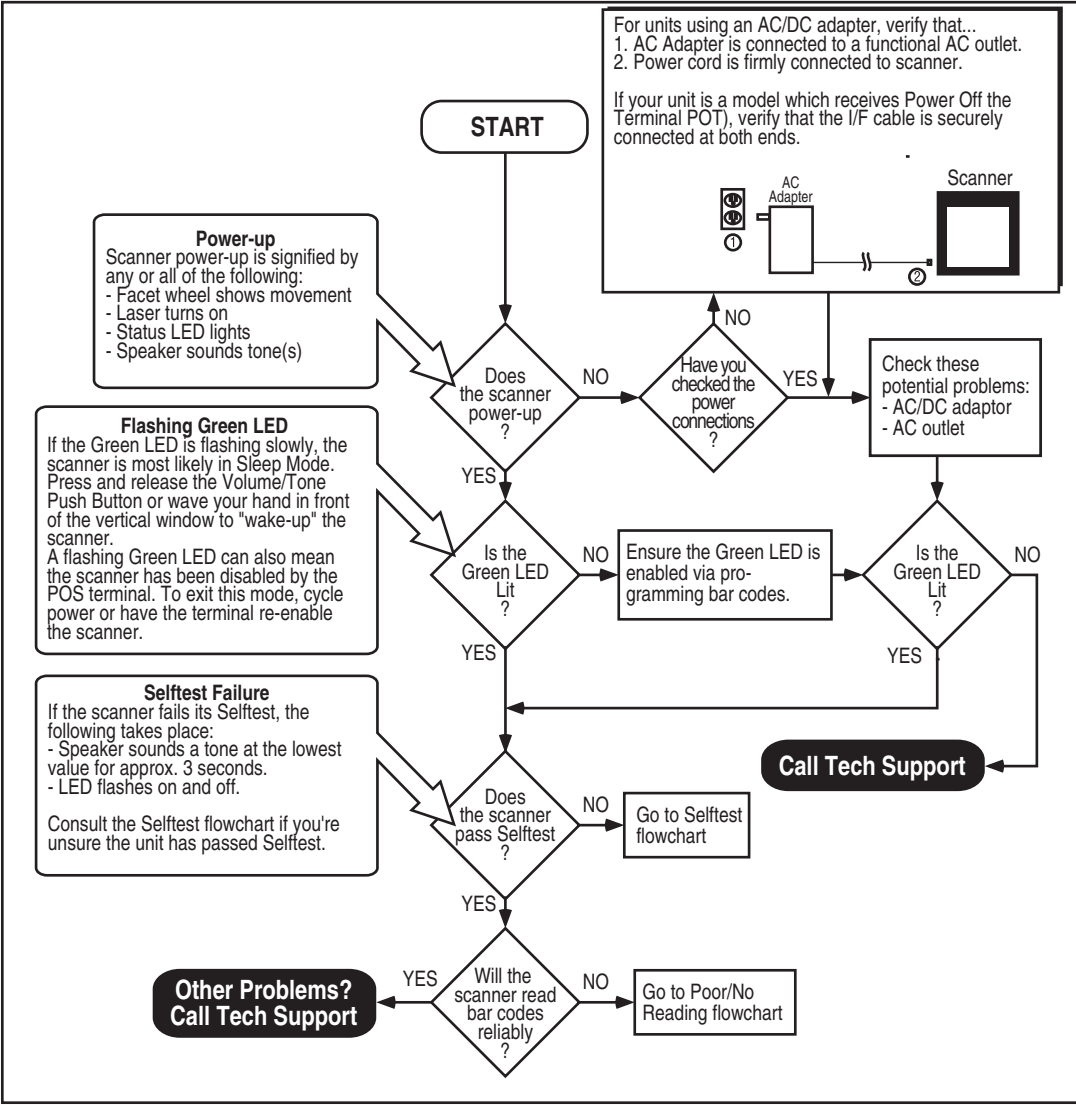 For units using an AC/DC adapter, verify that...
1. AC Adapter is connected to a functional AC outlet.
2. Power cord is firmly connected to scanner.
If your unit is a model which receives Power Off the
Terminal POT), verify that the I/F cable is securely
connected at both ends.
AC
Adapter
Scanner
1
2
START
Power-up
Scanner power-up is signified by
any or all of the following:
- Facet wheel shows movement
- Laser turns on
- Status LED lights
- Speaker sounds tone(s)
Does
the scanner
power-up
?
NO
YES
Have you
checked the
power
connections
?
NO
YES
Check these
potential problems:
- AC/DC adaptor
- AC outlet
Flashing Green LED
If the Green LED is flashing slowly, the
scanner is most likely in Sleep Mode.
Press and release the Volume/Tone
Push Button or wave your hand in front
of the vertical window to "wake-up" the
scanner.
A flashing Green LED can also mean
the scanner has been disabled by the
POS terminal. To exit this mode, cycle
power or have the terminal re-enable
the scanner.
Is the
Green LED
Lit
?
NO
YES
Ensure the Green LED is
enabled via pro-
gramming bar codes.
Is the
Green LED
Lit
?
NO
YES
Call Tech Support
Selftest Failure
If the scanner fails its Selftest, the
following takes place:
- Speaker sounds a tone at the lowest
value for approx. 3 seconds.
- LED flashes on and off.
Consult the Selftest flowchart if you're
unsure the unit has passed Selftest.
Does
the scanner
pass Selftest
?
NO
YES
Go to Selftest
flowchart
Will the
scanner read
bar codes
reliably
?
YES
NO
Other Problems?
Call Tech Support
Go to Poor/No
Reading flowchart